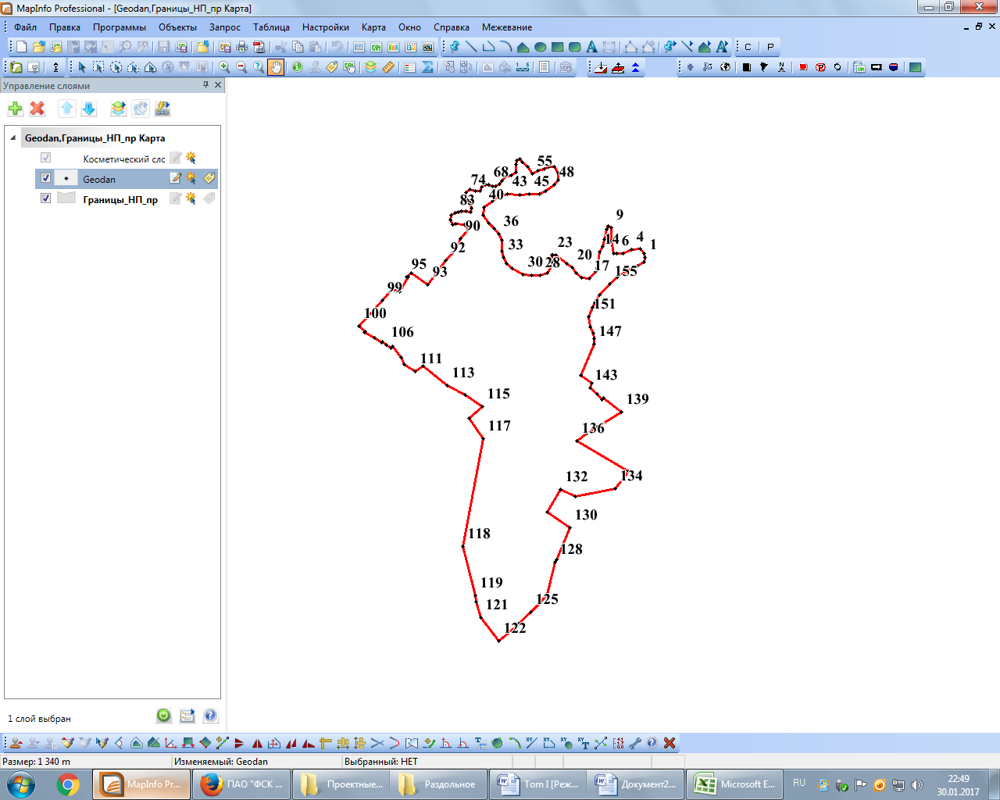 MapInfo Professional - [Geodan,Границы_НП_пр Карта]
Файл Правка Программы Объекты Запрос Таблица Настройки Карта Окно Справка Межевание
C P
Управление слоями
Geodan,Границы_НП_пр Карта
Косметический слс
Geodan
Границы_НП_пр
1 слой выбран
68 55 48
74 43 45
83 40
90 36 9
92 33 23 14 6 4 1
95 93 30 28 20 17 155
99
100 151
106 147
111
113 143
115 139
117 136
132 134
130
118 128
119
121 125
122
Размер: 1 340 m Изменяемый: Geodan Выбранный: НЕТ
MapInfo Pr... ПАО "ФСК ... Проектные... Раздольное Tom I [Реж... Документ2... Microsoft E... RU 22:49
30.01.2017